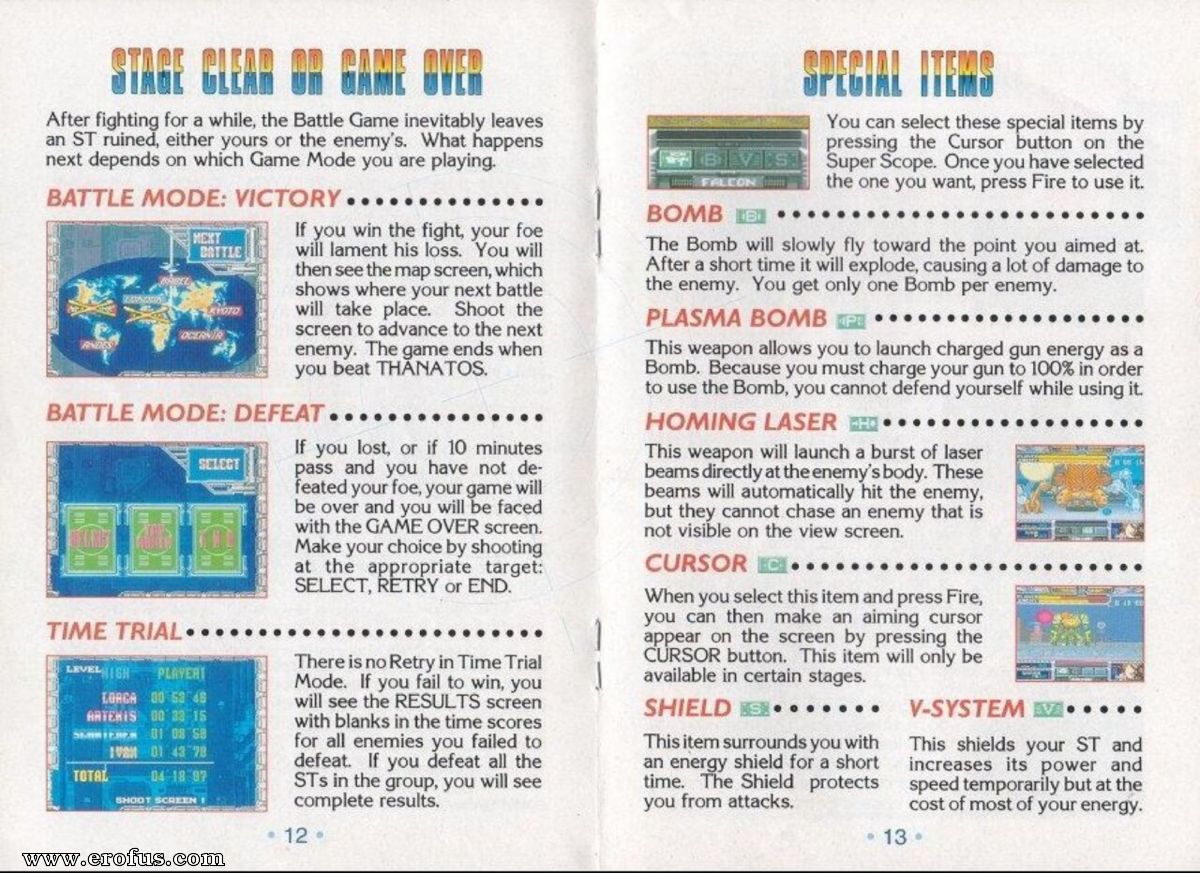 STAGE CLEAR OR GAME OVER
After fighting for a while, the Battle Game inevitably leaves
an ST ruined, either yours or the enemy's. What happens
next depends on which Game Mode you are playing.
BATTLE MODE: VICTORY
NEXT
BATTLE
BABEL
LONDON
KYOTO
OCEANIA
ANDES
If you win the fight, your foe
will lament his loss. You will
then see the map screen, which
shows where your next battle
will take place. Shoot the
screen to advance to the next
enemy. The game ends when
you beat THANATOS.
BATTLE MODE: DEFEAT
SELECT
END
If you lost, or if 10 minutes
pass and you have not de-
feated your foe, your game will
be over and you will be faced
with the GAME OVER screen.
Make your choice by shooting
at the appropriate target:
SELECT, RETRY or END.
TIME TRIAL
LEVEL HIGH PLAYER1
LORCA 00 53 46
ARTEMIS 00 33 15
01 08 58
IVAN 01 43 78
TOTAL 04 18 97
SHOOT SCREEN !
There is no Retry in Time Trial
Mode. If you fail to win, you
will see the RESULTS screen
with blanks in the time scores
for all enemies you failed to
defeat. If you defeat all the
STs in the group, you will see
complete results.
• 12 •
SPECIAL ITEMS
B V S
FALCON
You can select these special items by
pressing the Cursor button on the
Super Scope. Once you have selected
the one you want, press Fire to use it.
BOMB B
The Bomb will slowly fly toward the point you aimed at.
After a short time it will explode, causing a lot of damage to
the enemy. You get only one Bomb per enemy.
PLASMA BOMB P
This weapon allows you to launch charged gun energy as a
Bomb. Because you must charge your gun to 100% in order
to use the Bomb, you cannot defend yourself while using it.
HOMING LASER H
This weapon will launch a burst of laser
beams directly at the enemy's body. These
beams will automatically hit the enemy,
but they cannot chase an enemy that is
not visible on the view screen.
CURSOR C
When you select this item and press Fire,
you can then make an aiming cursor
appear on the screen by pressing the
CURSOR button. This item will only be
available in certain stages.
SHIELD S
This item surrounds you with
an energy shield for a short
time. The Shield protects
you from attacks.
V-SYSTEM V
This shields your ST and
increases its power and
speed temporarily but at the
cost of most of your energy.
• 13 •
www.erofus.com